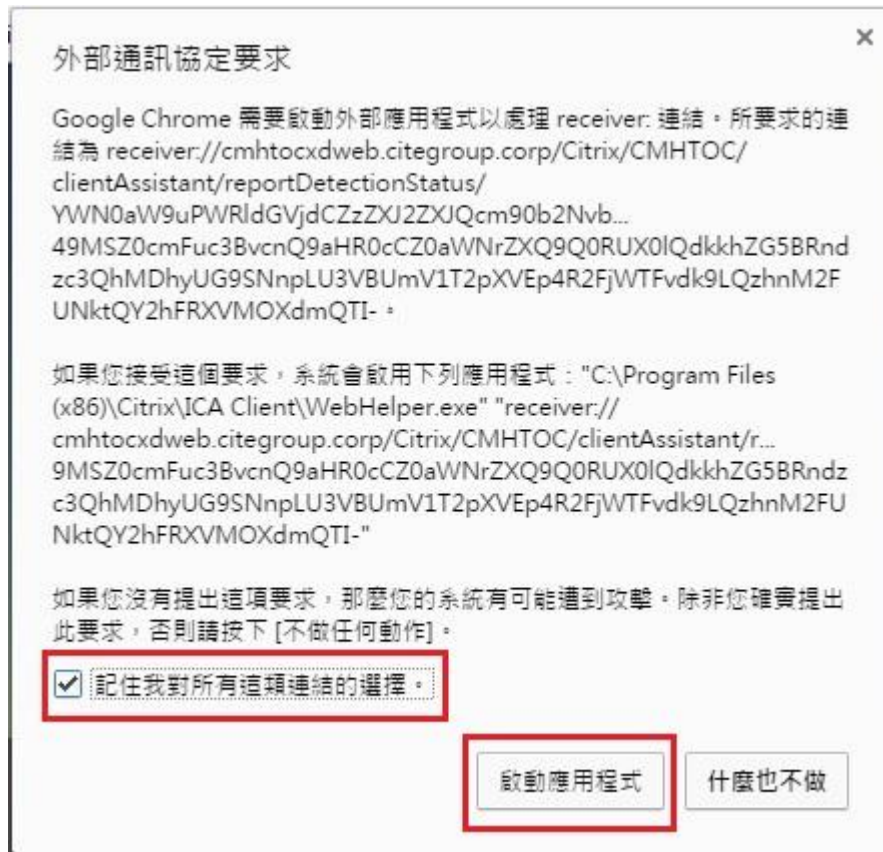 外部通訊協定要求
Google Chrome 需要啟動外部應用程式以處理 receiver: 連結。所要求的連
結為 receiver://cmhtocxdweb.citegroup.corp/Citrix/CMHTOC/
clientAssistant/reportDetectionStatus/
YWN0aW9uPWRldGVjdCZzZXJ2ZXJQcm90b2Nvb...
49MSZ0cmFuc3BvcnQ9aHR0cCZ0aWNrZXQ9Q0RUX0lQdkkhZG5BRnd
zc3QhMDhyUG9SNnpLU3VBUmV1T2pXVEp4R2FjWTFvdk9LQzhnM2F
UNktQY2hFRXVMOXdmQTI-。
如果您接受這個要求，系統會啟用下列應用程式："C:\Program Files
(x86)\Citrix\ICA Client\WebHelper.exe" "receiver://
cmhtocxdweb.citegroup.corp/Citrix/CMHTOC/clientAssistant/r...
9MSZ0cmFuc3BvcnQ9aHR0cCZ0aWNrZXQ9Q0RUX0lQdkkhZG5BRndz
c3QhMDhyUG9SNnpLU3VBUmV1T2pXVEp4R2FjWTFvdk9LQzhnM2FU
NktQY2hFRXVMOXdmQTI-"
如果您沒有提出這項要求，那麼您的系統有可能遭到攻擊。除非您確實提出
此要求，否則請按下 [不做任何動作]。
記住我對所有這類連結的選擇。
啟動應用程式
什麼也不做